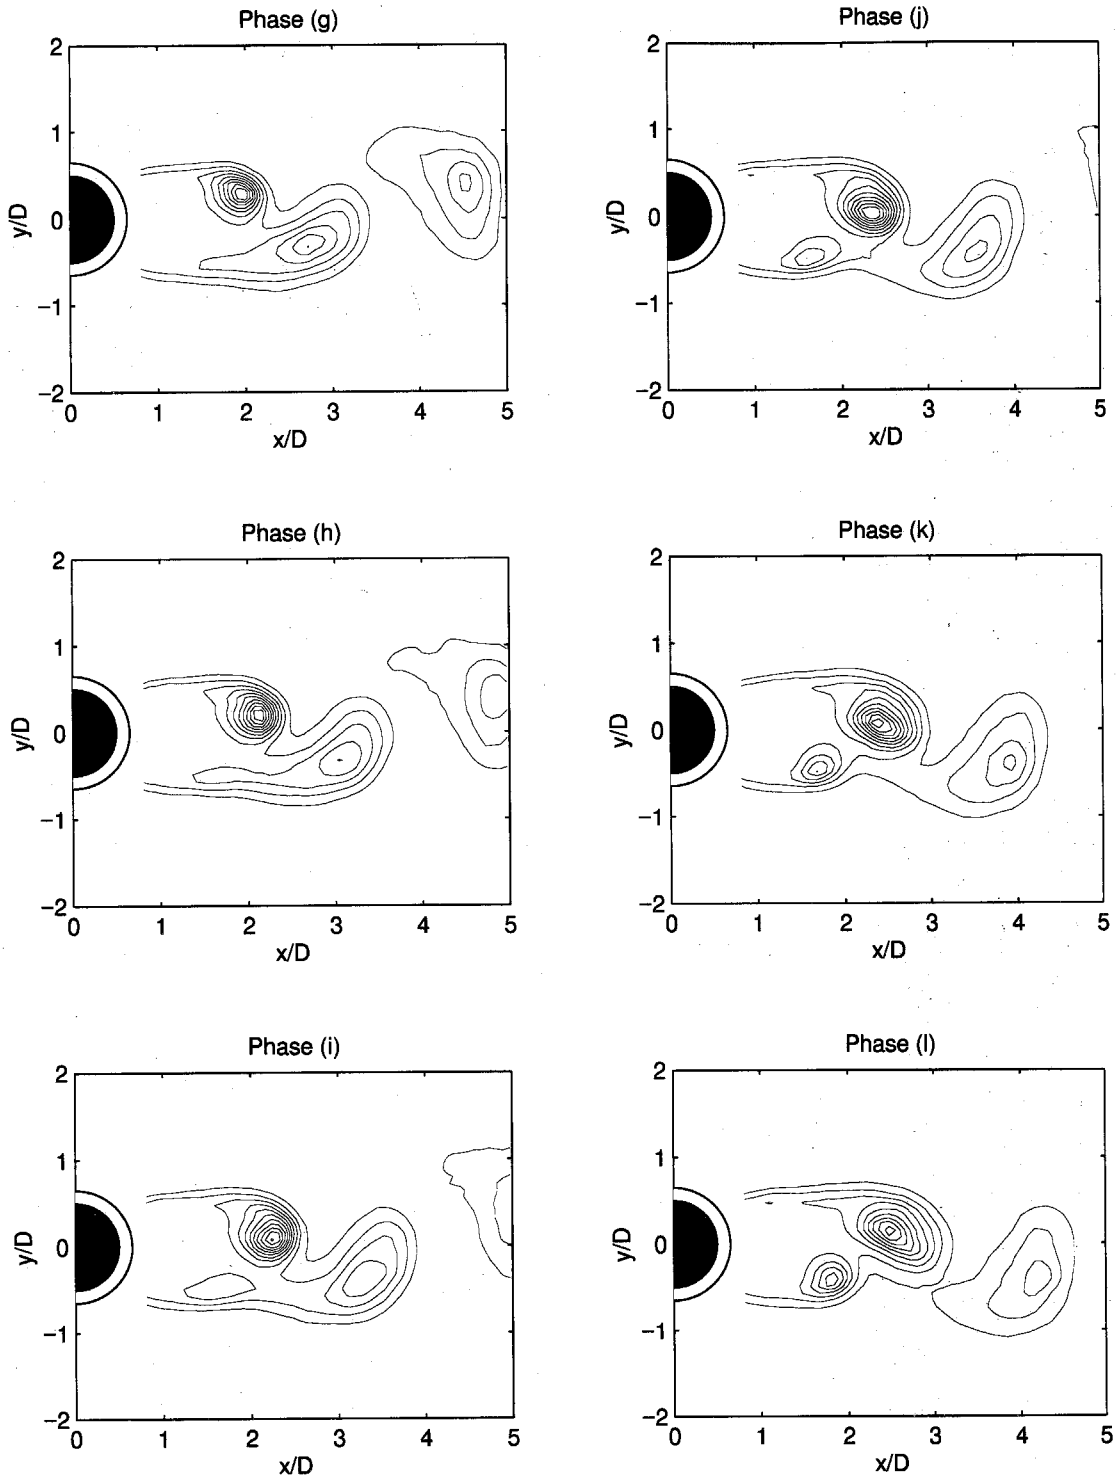 Phase (g)
2
1
0
−1
−2
y/D
0 1 2 3 4 5
x/D
Phase (j)
2
1
0
−1
−2
y/D
0 1 2 3 4 5
x/D
Phase (h)
2
1
0
−1
−2
y/D
0 1 2 3 4 5
x/D
Phase (k)
2
1
0
−1
−2
y/D
0 1 2 3 4 5
x/D
Phase (i)
2
1
0
−1
−2
y/D
0 1 2 3 4 5
x/D
Phase (l)
2
1
0
−1
−2
y/D
0 1 2 3 4 5
x/D